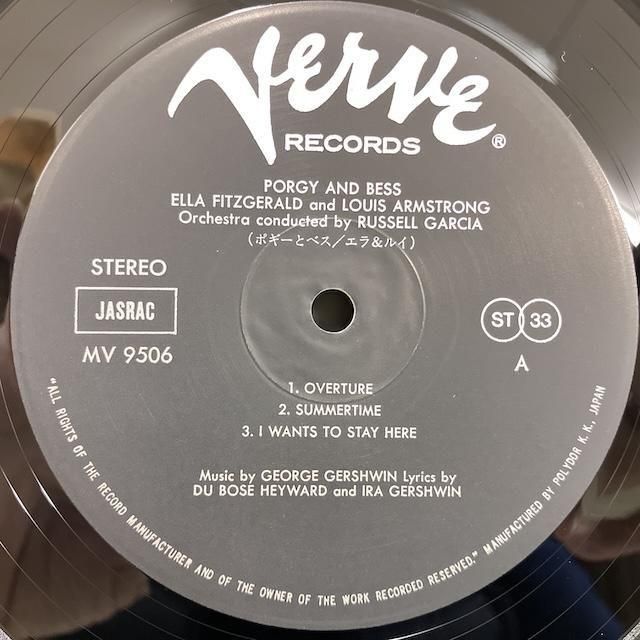 Verve
RECORDS ®
PORGY AND BESS
ELLA FITZGERALD and LOUIS ARMSTRONG
Orchestra conducted by RUSSELL GARCIA
(ポギーとベス/エラ&ルイ)
STEREO
JASRAC
MV 9506
ST 33
A
1. OVERTURE
2. SUMMERTIME
3. I WANTS TO STAY HERE
Music by GEORGE GERSHWIN Lyrics by
DU BOSE HEYWARD and IRA GERSHWIN
"ALL RIGHTS OF THE RECORD MANUFACTURER AND OF THE OWNER OF THE WORK RECORDED RESERVED." MANUFACTURED BY POLYDOR K. K., JAPAN